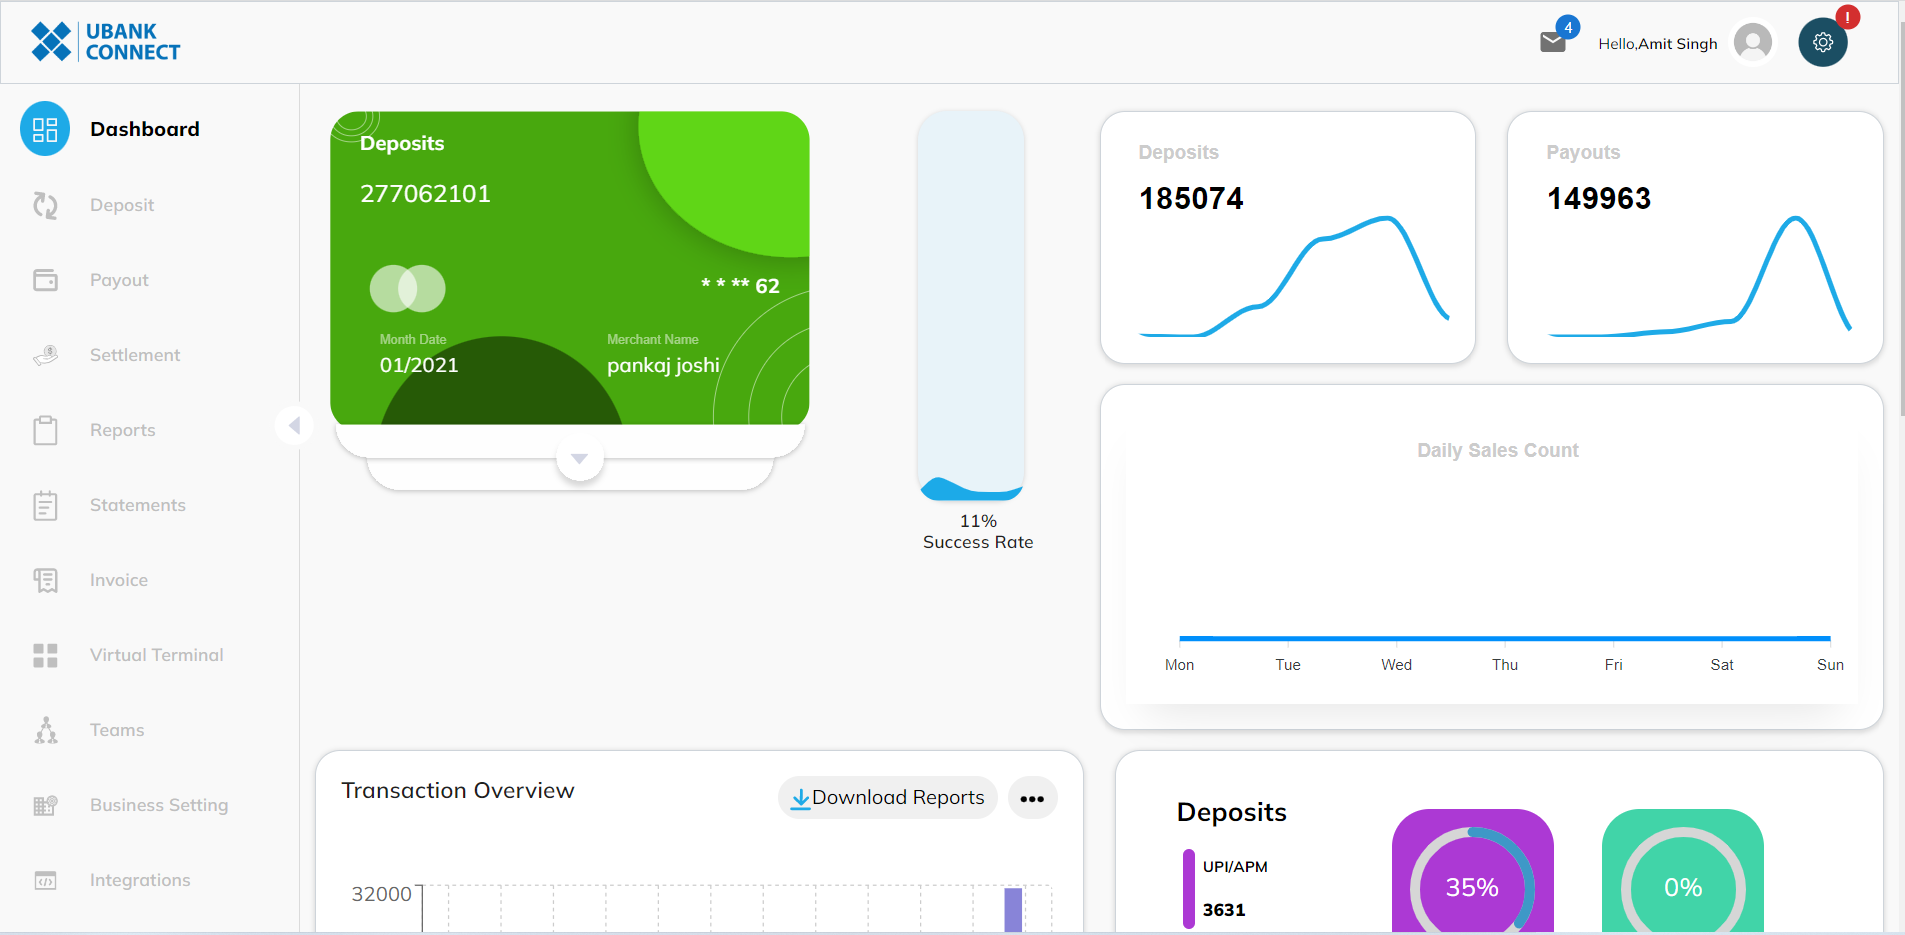 UBANK
CONNECT
4
Hello,Amit Singh
!
Dashboard
Deposit
Payout
Settlement
Reports
Statements
Invoice
Virtual Terminal
Teams
Business Setting
Integrations
Deposits
277062101
* * ** 62
Month Date
01/2021
Merchant Name
pankaj joshi
11%
Success Rate
Deposits
185074
Payouts
149963
Daily Sales Count
Mon Tue Wed Thu Fri Sat Sun
Transaction Overview
Download Reports
32000
Deposits
UPI/APM
3631
35%
0%